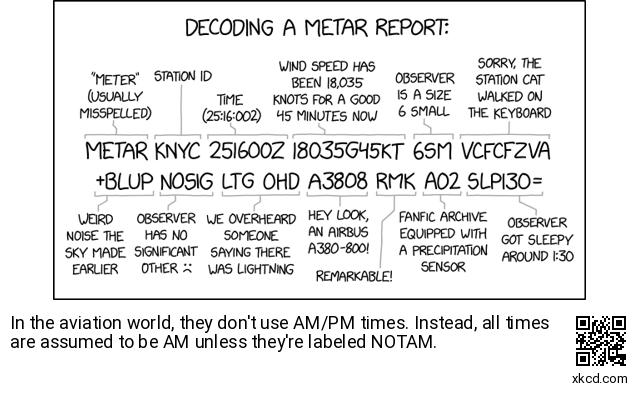 DECODING A METAR REPORT:
"METER"
(USUALLY
MISSPELLED)
STATION ID
TIME
(25:16:00Z)
WIND SPEED HAS
BEEN 18,035
KNOTS FOR A GOOD
45 MINUTES NOW
OBSERVER
IS A SIZE
6 SMALL
SORRY, THE
STATION CAT
WALKED ON
THE KEYBOARD
METAR KNYC 251600Z 18035G45KT 6SM VCFCFZVA
+BLUP NOSIG LTG OHD A3808 RMK AO2 SLP130=
WEIRD
NOISE THE
SKY MADE
EARLIER
OBSERVER
HAS NO
SIGNIFICANT
OTHER :(
WE OVERHEARD
SOMEONE
SAYING THERE
WAS LIGHTNING
HEY LOOK,
AN AIRBUS
A380-800!
REMARKABLE!
FANFIC ARCHIVE
EQUIPPED WITH
A PRECIPITATION
SENSOR
OBSERVER
GOT SLEEPY
AROUND 1:30
In the aviation world, they don't use AM/PM times. Instead, all times
are assumed to be AM unless they're labeled NOTAM.
xkcd.com